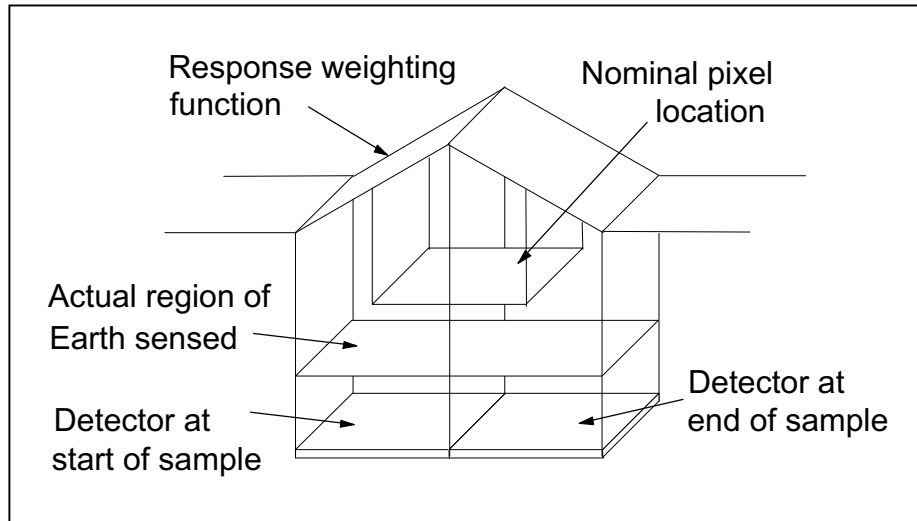 Response weighting
function
Nominal pixel
location
Actual region of
Earth sensed
Detector at
start of sample
Detector at
end of sample